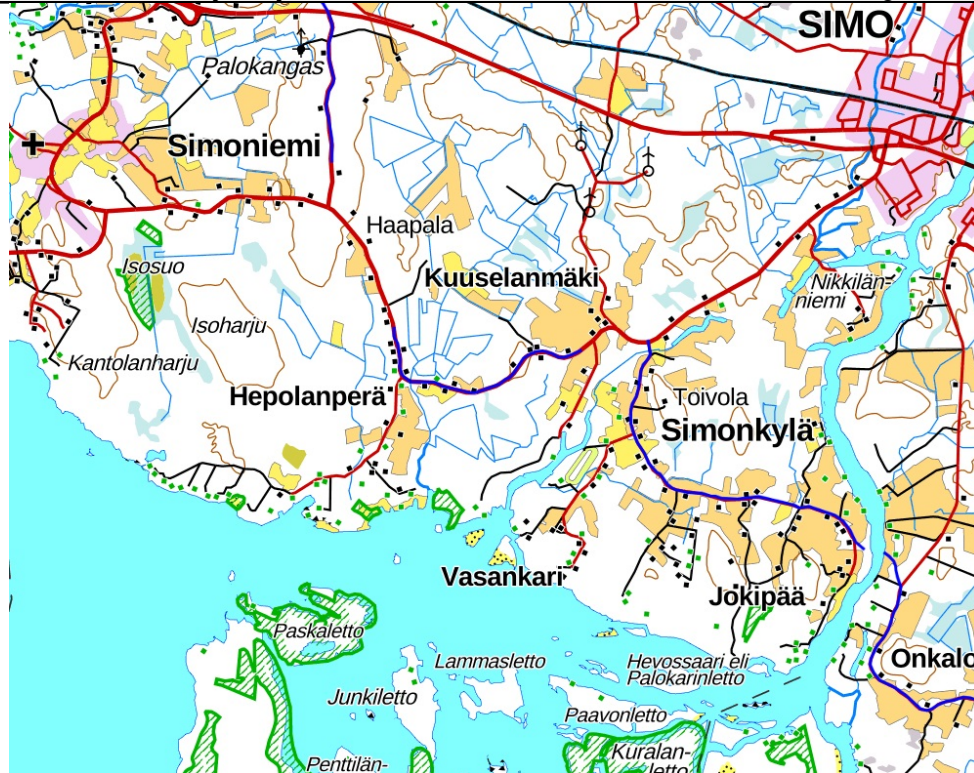 SIMO
Palokangas
Simoniemi
Haapala
Isosuo
Kuuselanmäki
Nikkilän-
niemi
Isoharju
Kantolanharju
Hepolanperä
Toivola
Simonkylä
Vasankari
Jokipää
Paskaletto
Onkalo
Lammasletto
Hevossaari eli
Palokarinletto
Junkiletto
Paavonletto
Kuralan-
letto
Penttilän-